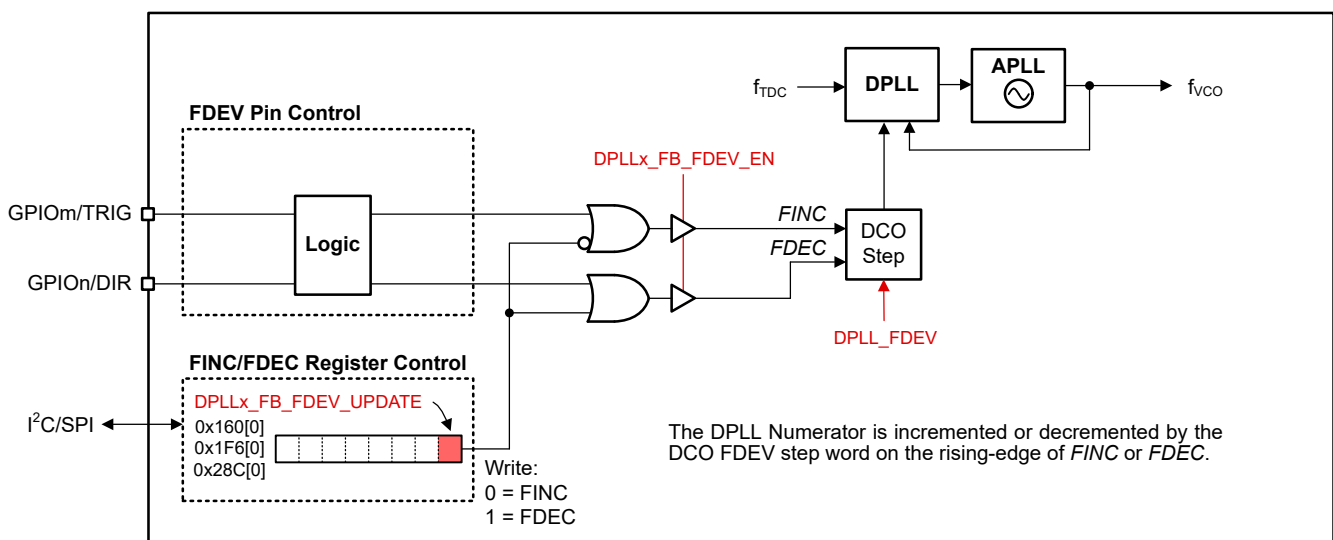 FDEV Pin Control
GPIOm/TRIG
GPIOn/DIR
Logic
DPLLx_FB_FDEV_EN
FINC
FDEC
DCO
Step
DPLL_FDEV
fTDC
DPLL
APLL
fVCO
FINC/FDEC Register Control
I²C/SPI
DPLLx_FB_FDEV_UPDATE
0x160[0]
0x1F6[0]
0x28C[0]
Write:
0 = FINC
1 = FDEC
The DPLL Numerator is incremented or decremented by the
DCO FDEV step word on the rising-edge of FINC or FDEC.